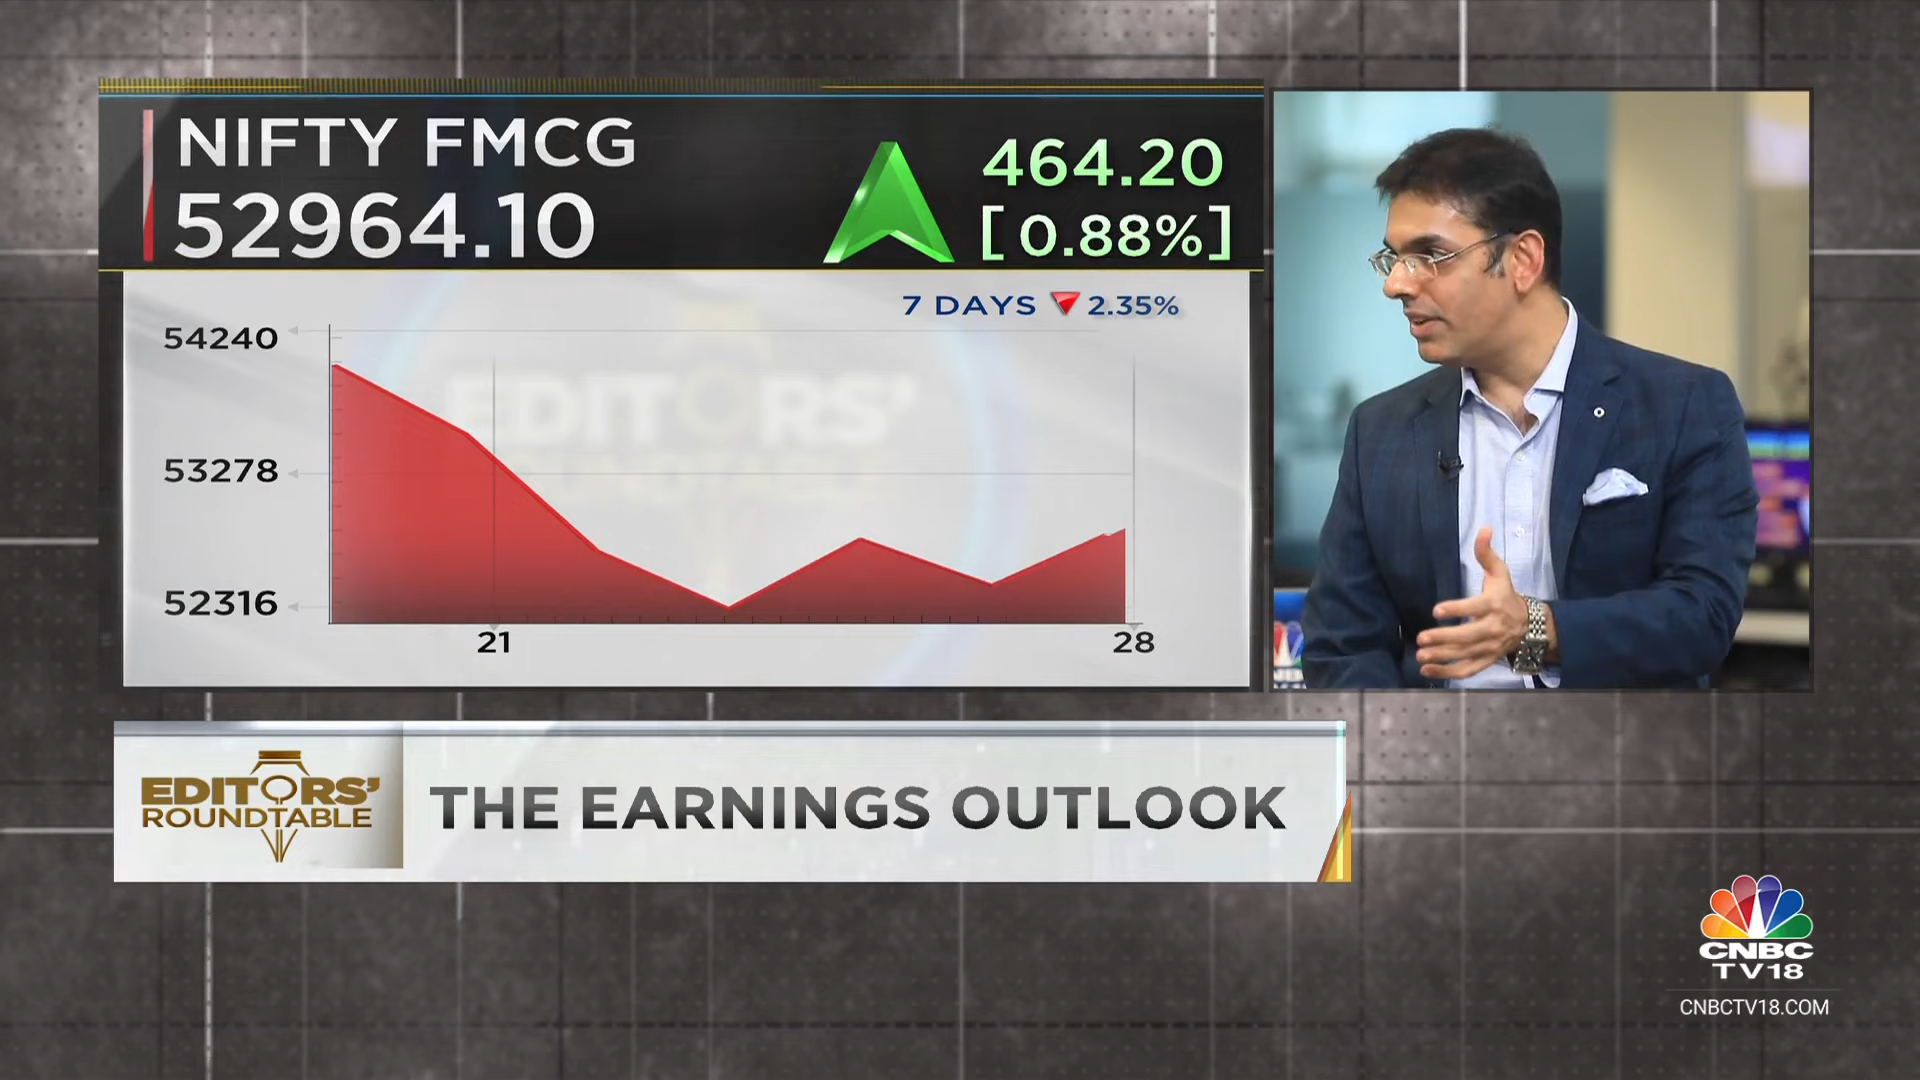 NIFTY FMCG
52964.10
464.20
[ 0.88% ]
7 DAYS 2.35%
54240
53278
52316
21
28
EDITORS'
EDITORS'
ROUNDTABLE
THE EARNINGS OUTLOOK
CNBC
TV18
CNBCTV18.COM